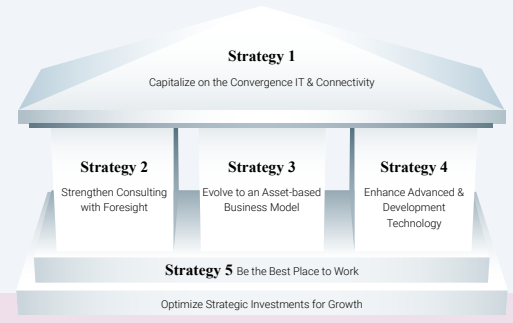 Strategy 1
Capitalize on the Convergence IT & Connectivity
Strategy 2
Strengthen Consulting
with Foresight
Strategy 3
Evolve to an Asset-based
Business Model
Strategy 4
Enhance Advanced &
Development
Technology
Strategy 5 Be the Best Place to Work
Optimize Strategic Investments for Growth